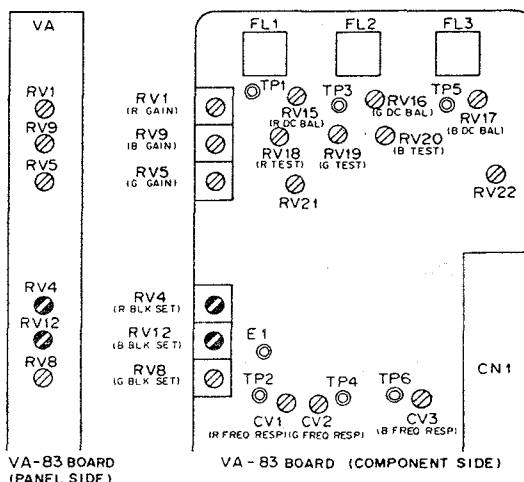 VA
RV1
RV9
RV5
RV4
RV12
RV8
VA-83 BOARD
(PANEL SIDE)
FL1 FL2 FL3
RV1
(R GAIN)
RV9
(B GAIN)
RV5
(G GAIN)
TP1
RV15
(R DC BAL)
TP3
RV16
(G DC BAL)
TP5
RV17
(B DC BAL)
RV18
(R TEST)
RV19
(G TEST)
RV20
(B TEST)
RV21
RV22
RV4
(R BLK SET)
RV12
(B BLK SET)
RV8
(G BLK SET)
E1
CN1
TP2
TP4
TP6
CV1
(R FREQ RESP)
CV2
(G FREQ RESP)
CV3
(B FREQ RESP)
VA-83 BOARD (COMPONENT SIDE)